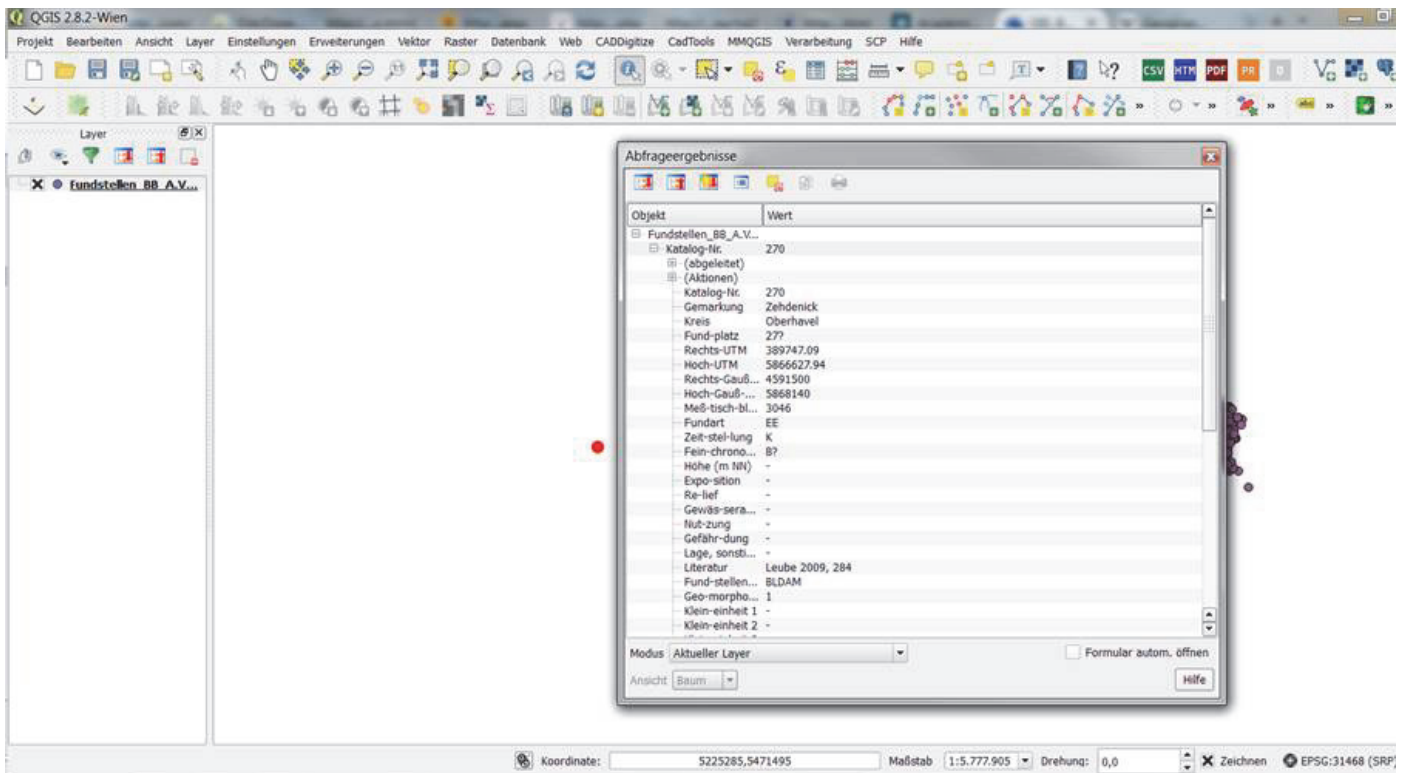 QGIS 2.8.2-Wien
Projekt Bearbeiten Ansicht Layer Einstellungen Erweiterungen Vektor Raster Datenbank Web CADDigitize CadTools MMQGIS Verarbeitung SCP Hilfe
CSV HTM PDF PR
Layer
Fundstellen_BB_A.V...
Abfrageergebnisse
Objekt Wert
Fundstellen_BB_A.V...
Katalog-Nr. 270
(abgeleitet)
(Aktionen)
Katalog-Nr. 270
Gemarkung Zehdenick
Kreis Oberhavel
Fund-platz 27?
Rechts-UTM 389747.09
Hoch-UTM 5866627.94
Rechts-Gauß... 4591500
Hoch-Gauß-... 5868140
Meß-tisch-bl... 3046
Fundart EE
Zeit-stel-lung K
Fein-chrono... B?
Höhe (m NN) -
Expo-sition -
Re-lief -
Gewäs-sera... -
Nut-zung -
Gefähr-dung -
Lage, sonsti... -
Literatur Leube 2009, 284
Fund-stellen... BLDAM
Geo-morpho... 1
Klein-einheit 1 -
Klein-einheit 2 -
Modus Aktueller Layer Formular autom. öffnen
Ansicht Baum Hilfe
Koordinate: 5225285,5471495 Maßstab 1:5.777.905 Drehung: 0,0 Zeichnen EPSG:31468 (SRP)